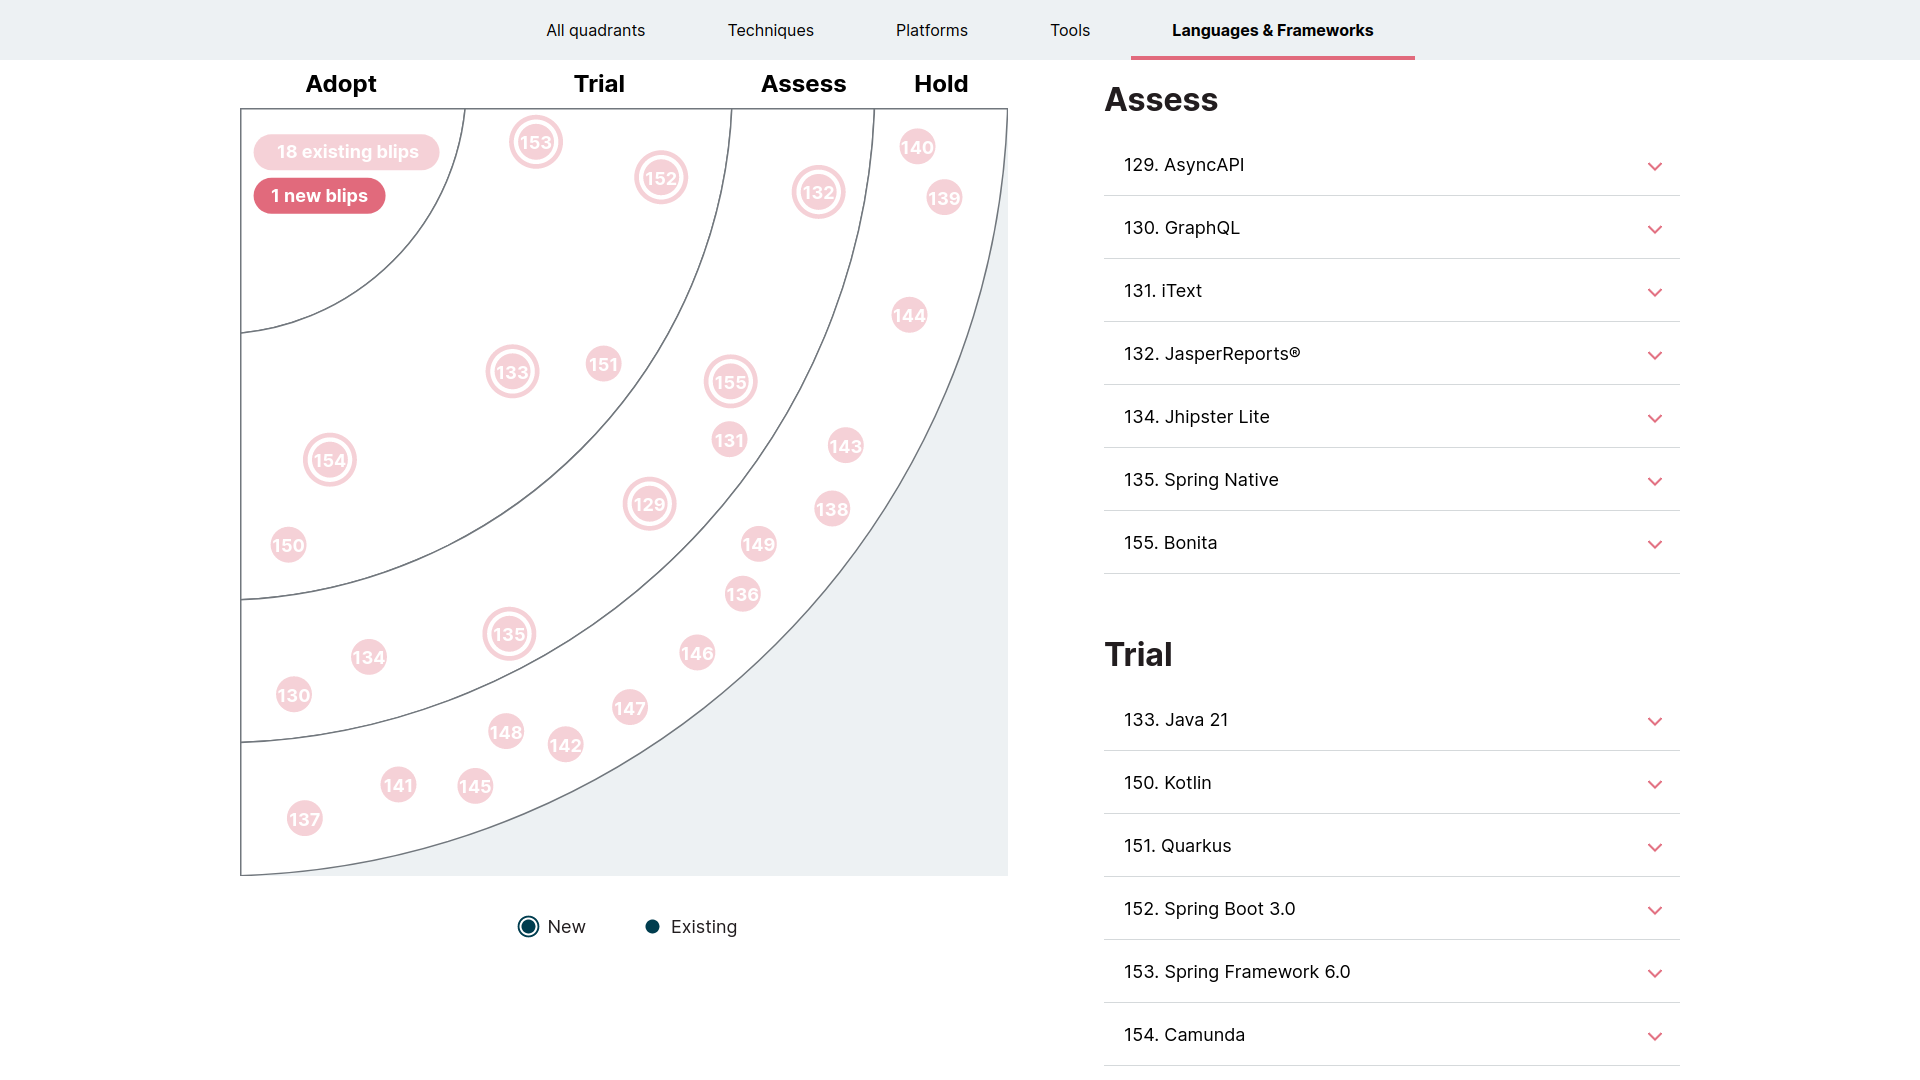 All quadrants
Techniques
Platforms
Tools
Languages & Frameworks
Adopt
Trial
Assess
Hold
18 existing blips
1 new blips
153
152
132
140
139
144
133
151
155
131
143
154
129
138
150
149
136
135
134
146
130
147
148
142
141
145
137
New
Existing
Assess
129. AsyncAPI
130. GraphQL
131. iText
132. JasperReports®
134. Jhipster Lite
135. Spring Native
155. Bonita
Trial
133. Java 21
150. Kotlin
151. Quarkus
152. Spring Boot 3.0
153. Spring Framework 6.0
154. Camunda